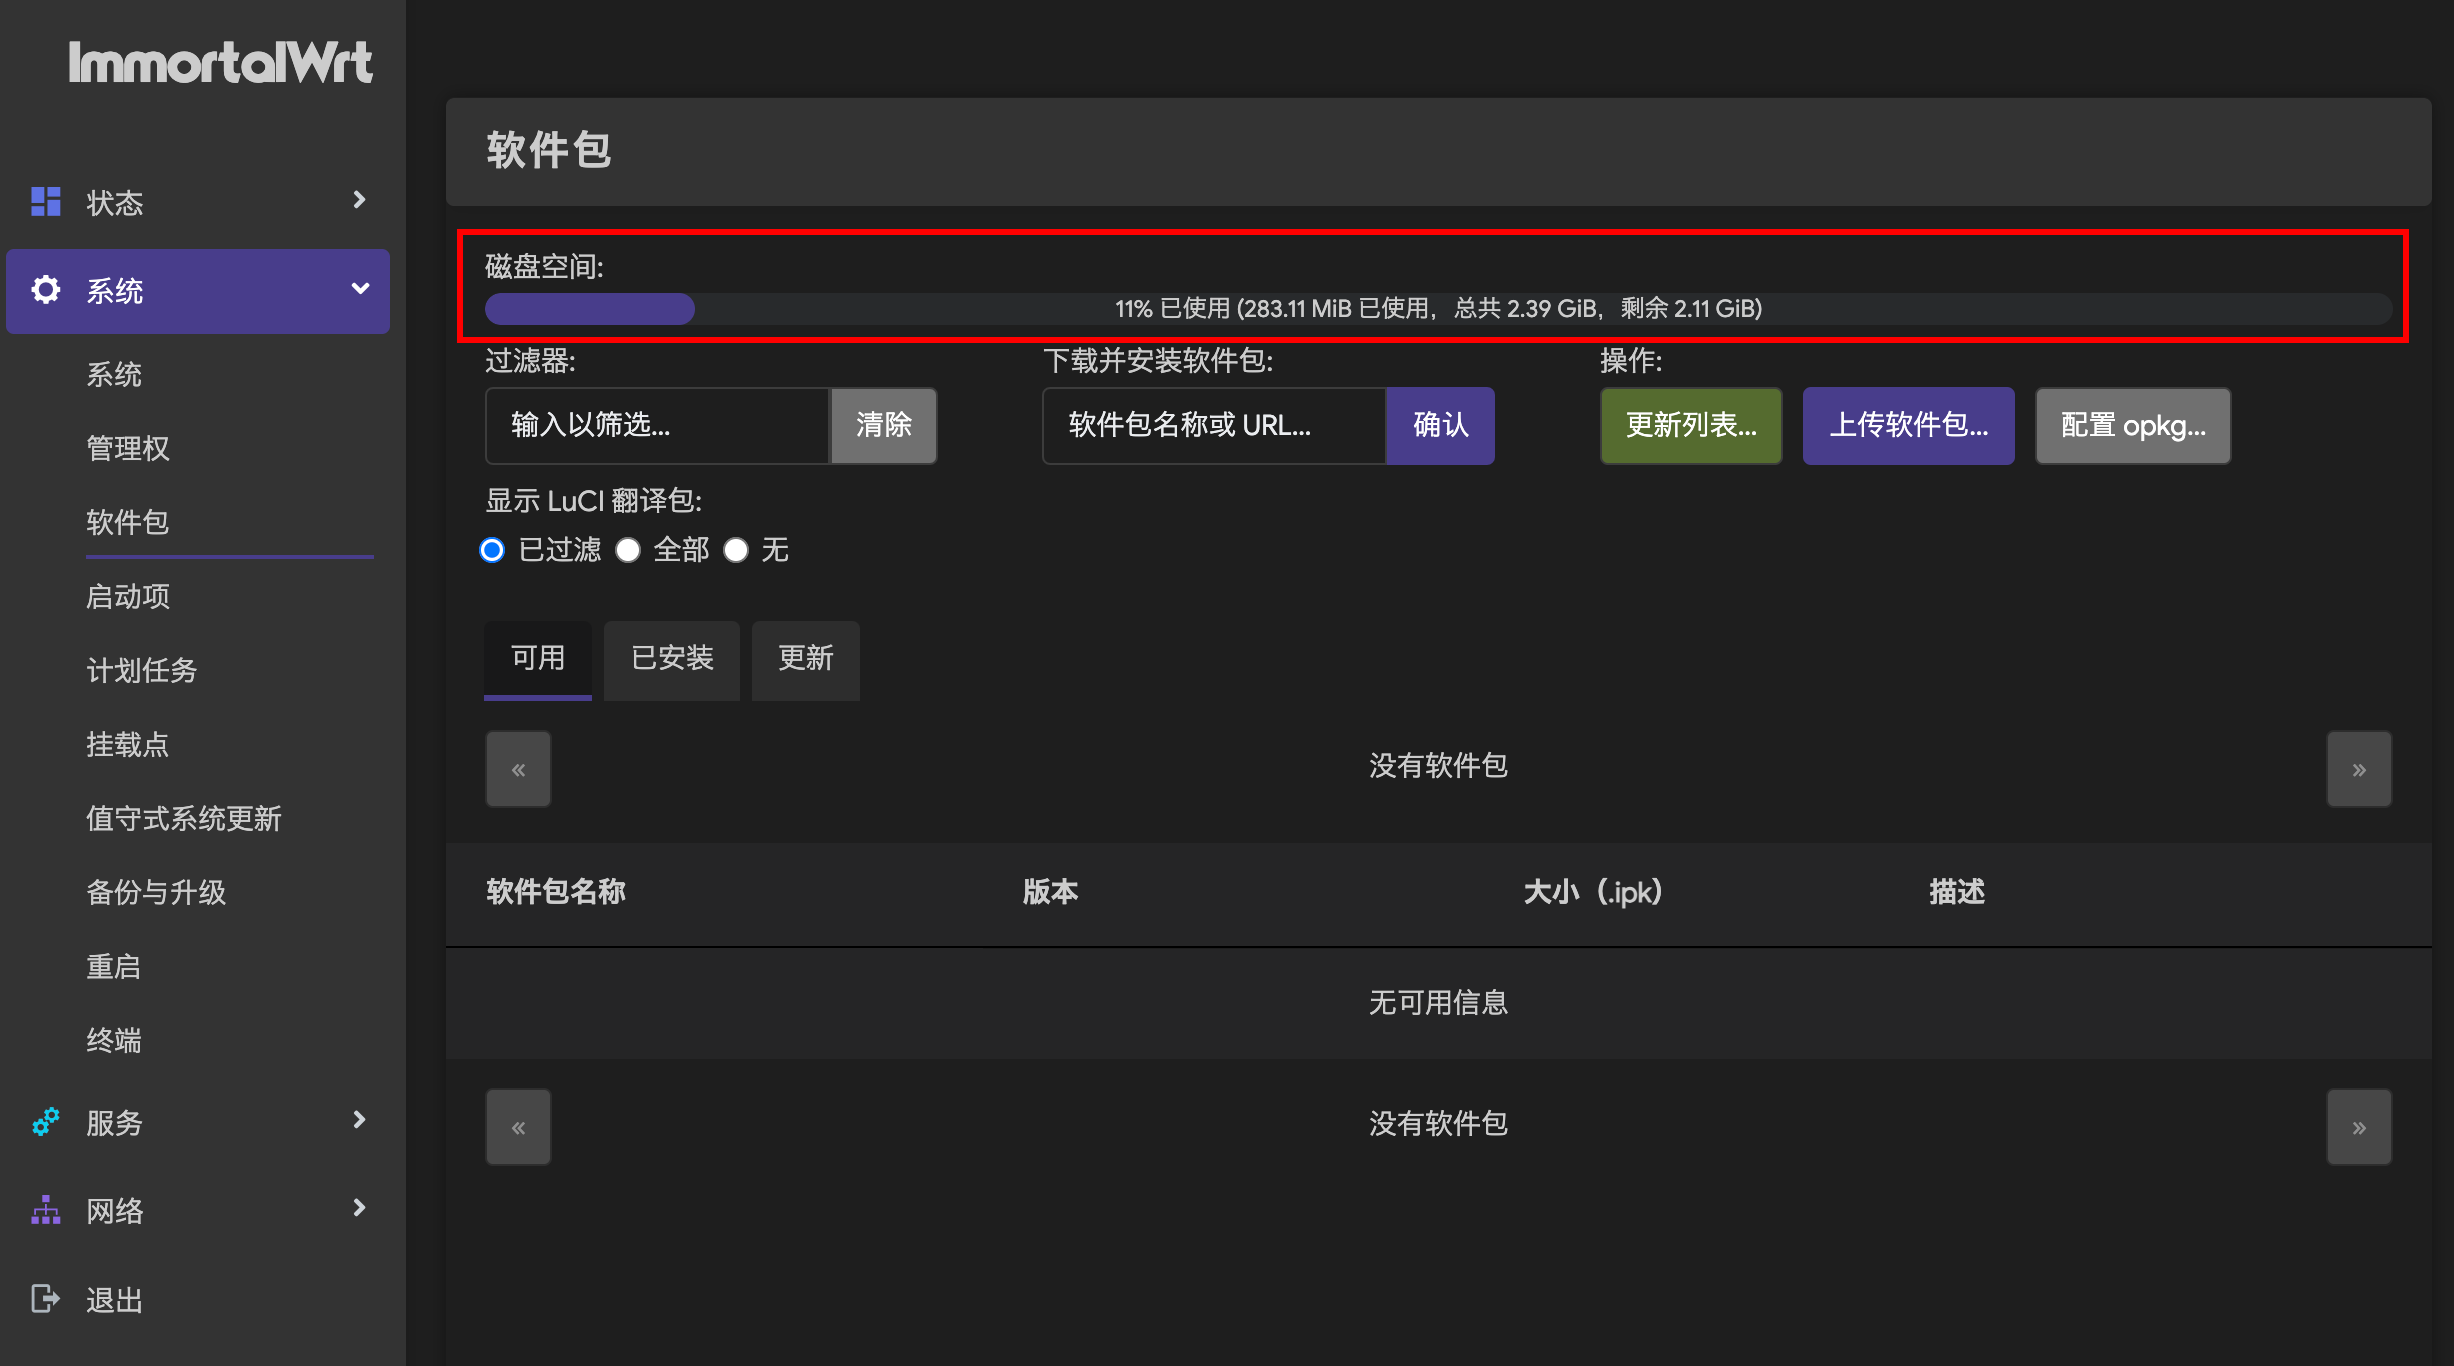 ImmortalWrt
状态
系统
系统
管理权
软件包
启动项
计划任务
挂载点
值守式系统更新
备份与升级
重启
终端
服务
网络
退出
软件包
磁盘空间:
11% 已使用 (283.11 MiB 已使用，总共 2.39 GiB，剩余 2.11 GiB)
过滤器: 下载并安装软件包: 操作:
输入以筛选... 清除 软件包名称或 URL... 确认 更新列表... 上传软件包... 配置 opkg...
显示 LuCI 翻译包:
已过滤 全部 无
可用 已安装 更新
« 没有软件包 »
软件包名称 版本 大小（.ipk） 描述
无可用信息
« 没有软件包 »